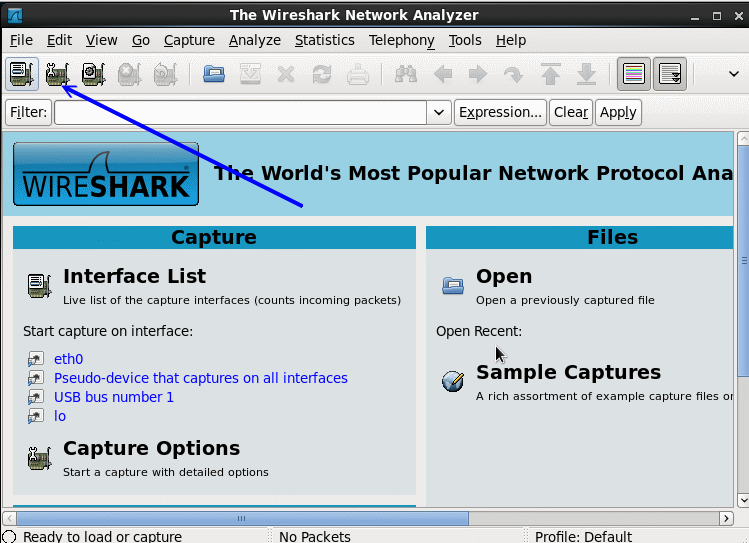 The Wireshark Network Analyzer
File Edit View Go Capture Analyze Statistics Telephony Tools Help
Filter: Expression... Clear Apply
WIRESHARK The World's Most Popular Network Protocol Ana
Capture Files
Interface List
Live list of the capture interfaces (counts incoming packets)
Open
Open a previously captured file
Start capture on interface:
Open Recent:
eth0
Pseudo-device that captures on all interfaces
USB bus number 1
lo
Sample Captures
A rich assortment of example capture files or
Capture Options
Start a capture with detailed options
Ready to load or capture No Packets Profile: Default